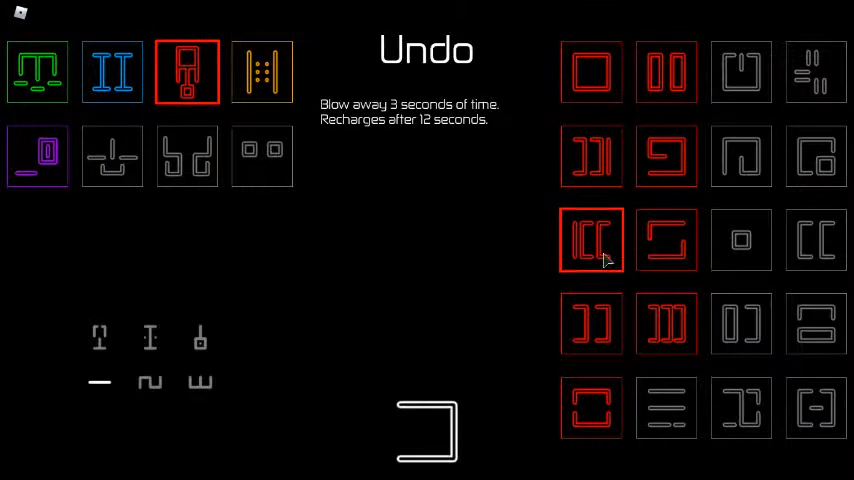 Undo
Blow away 3 seconds of time.
Recharges after 12 seconds.